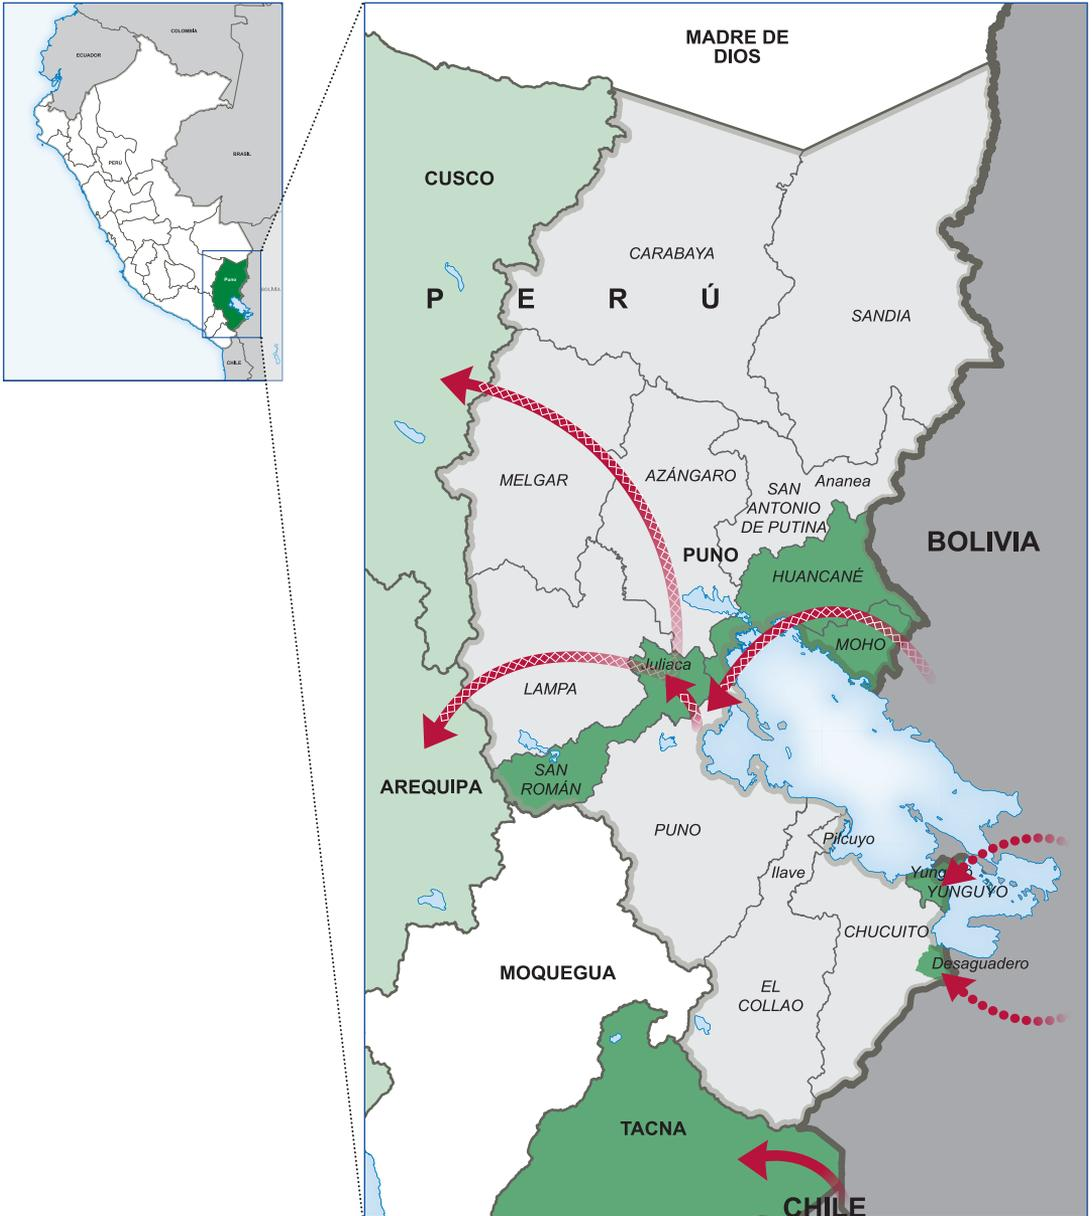 COLOMBIA
ECUADOR
BRASIL
PERÚ
Puno
BOLIVIA
CHILE
MADRE DE
DIOS
CUSCO
CARABAYA
P E R Ú
SANDIA
MELGAR
AZÁNGARO
SAN
ANTONIO
DE PUTINA
Ananea
BOLIVIA
PUNO
HUANCANÉ
MOHO
Juliaca
LAMPA
SAN
ROMÁN
AREQUIPA
PUNO
Pilcuyo
Ilave
Yunguyo
YUNGUYO
CHUCUITO
Desaguadero
MOQUEGUA
EL
COLLAO
TACNA
CHILE